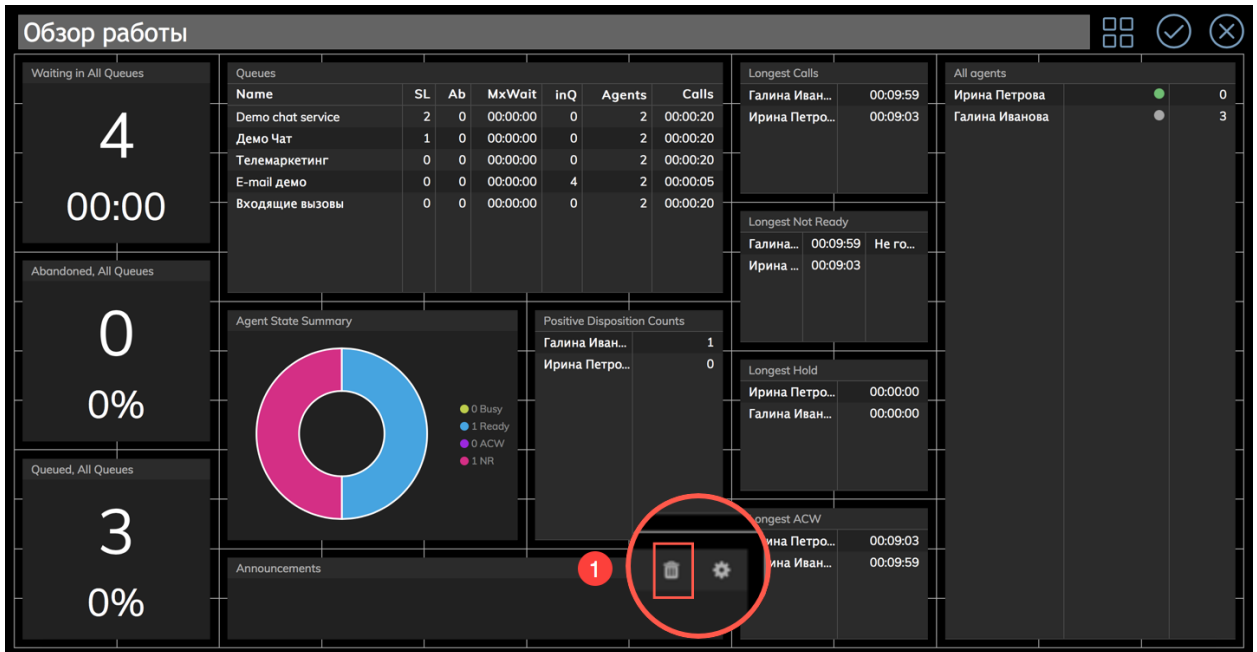 Обзор работы
Waiting in All Queues
4
00:00
Abandoned, All Queues
0
0%
Queued, All Queues
3
0%
Queues
Name SL Ab MxWait inQ Agents Calls
Demo chat service 2 0 00:00:00 0 2 00:00:20
Демо Чат 1 0 00:00:00 0 2 00:00:20
Телемаркетинг 0 0 00:00:00 0 2 00:00:20
E-mail демо 0 0 00:00:00 4 2 00:00:05
Входящие вызовы 0 0 00:00:00 0 2 00:00:20
Agent State Summary
0 Busy
1 Ready
0 ACW
1 NR
Positive Disposition Counts
Галина Иван... 1
Ирина Петро... 0
Announcements
1
Longest Calls
Галина Иван... 00:09:59
Ирина Петро... 00:09:03
Longest Not Ready
Галина... 00:09:59 Не го...
Ирина ... 00:09:03
Longest Hold
Ирина Петро... 00:00:00
Галина Иван... 00:00:00
ongest ACW
ина Петро... 00:09:03
ина Иван... 00:09:59
All agents
Ирина Петрова 0
Галина Иванова 3